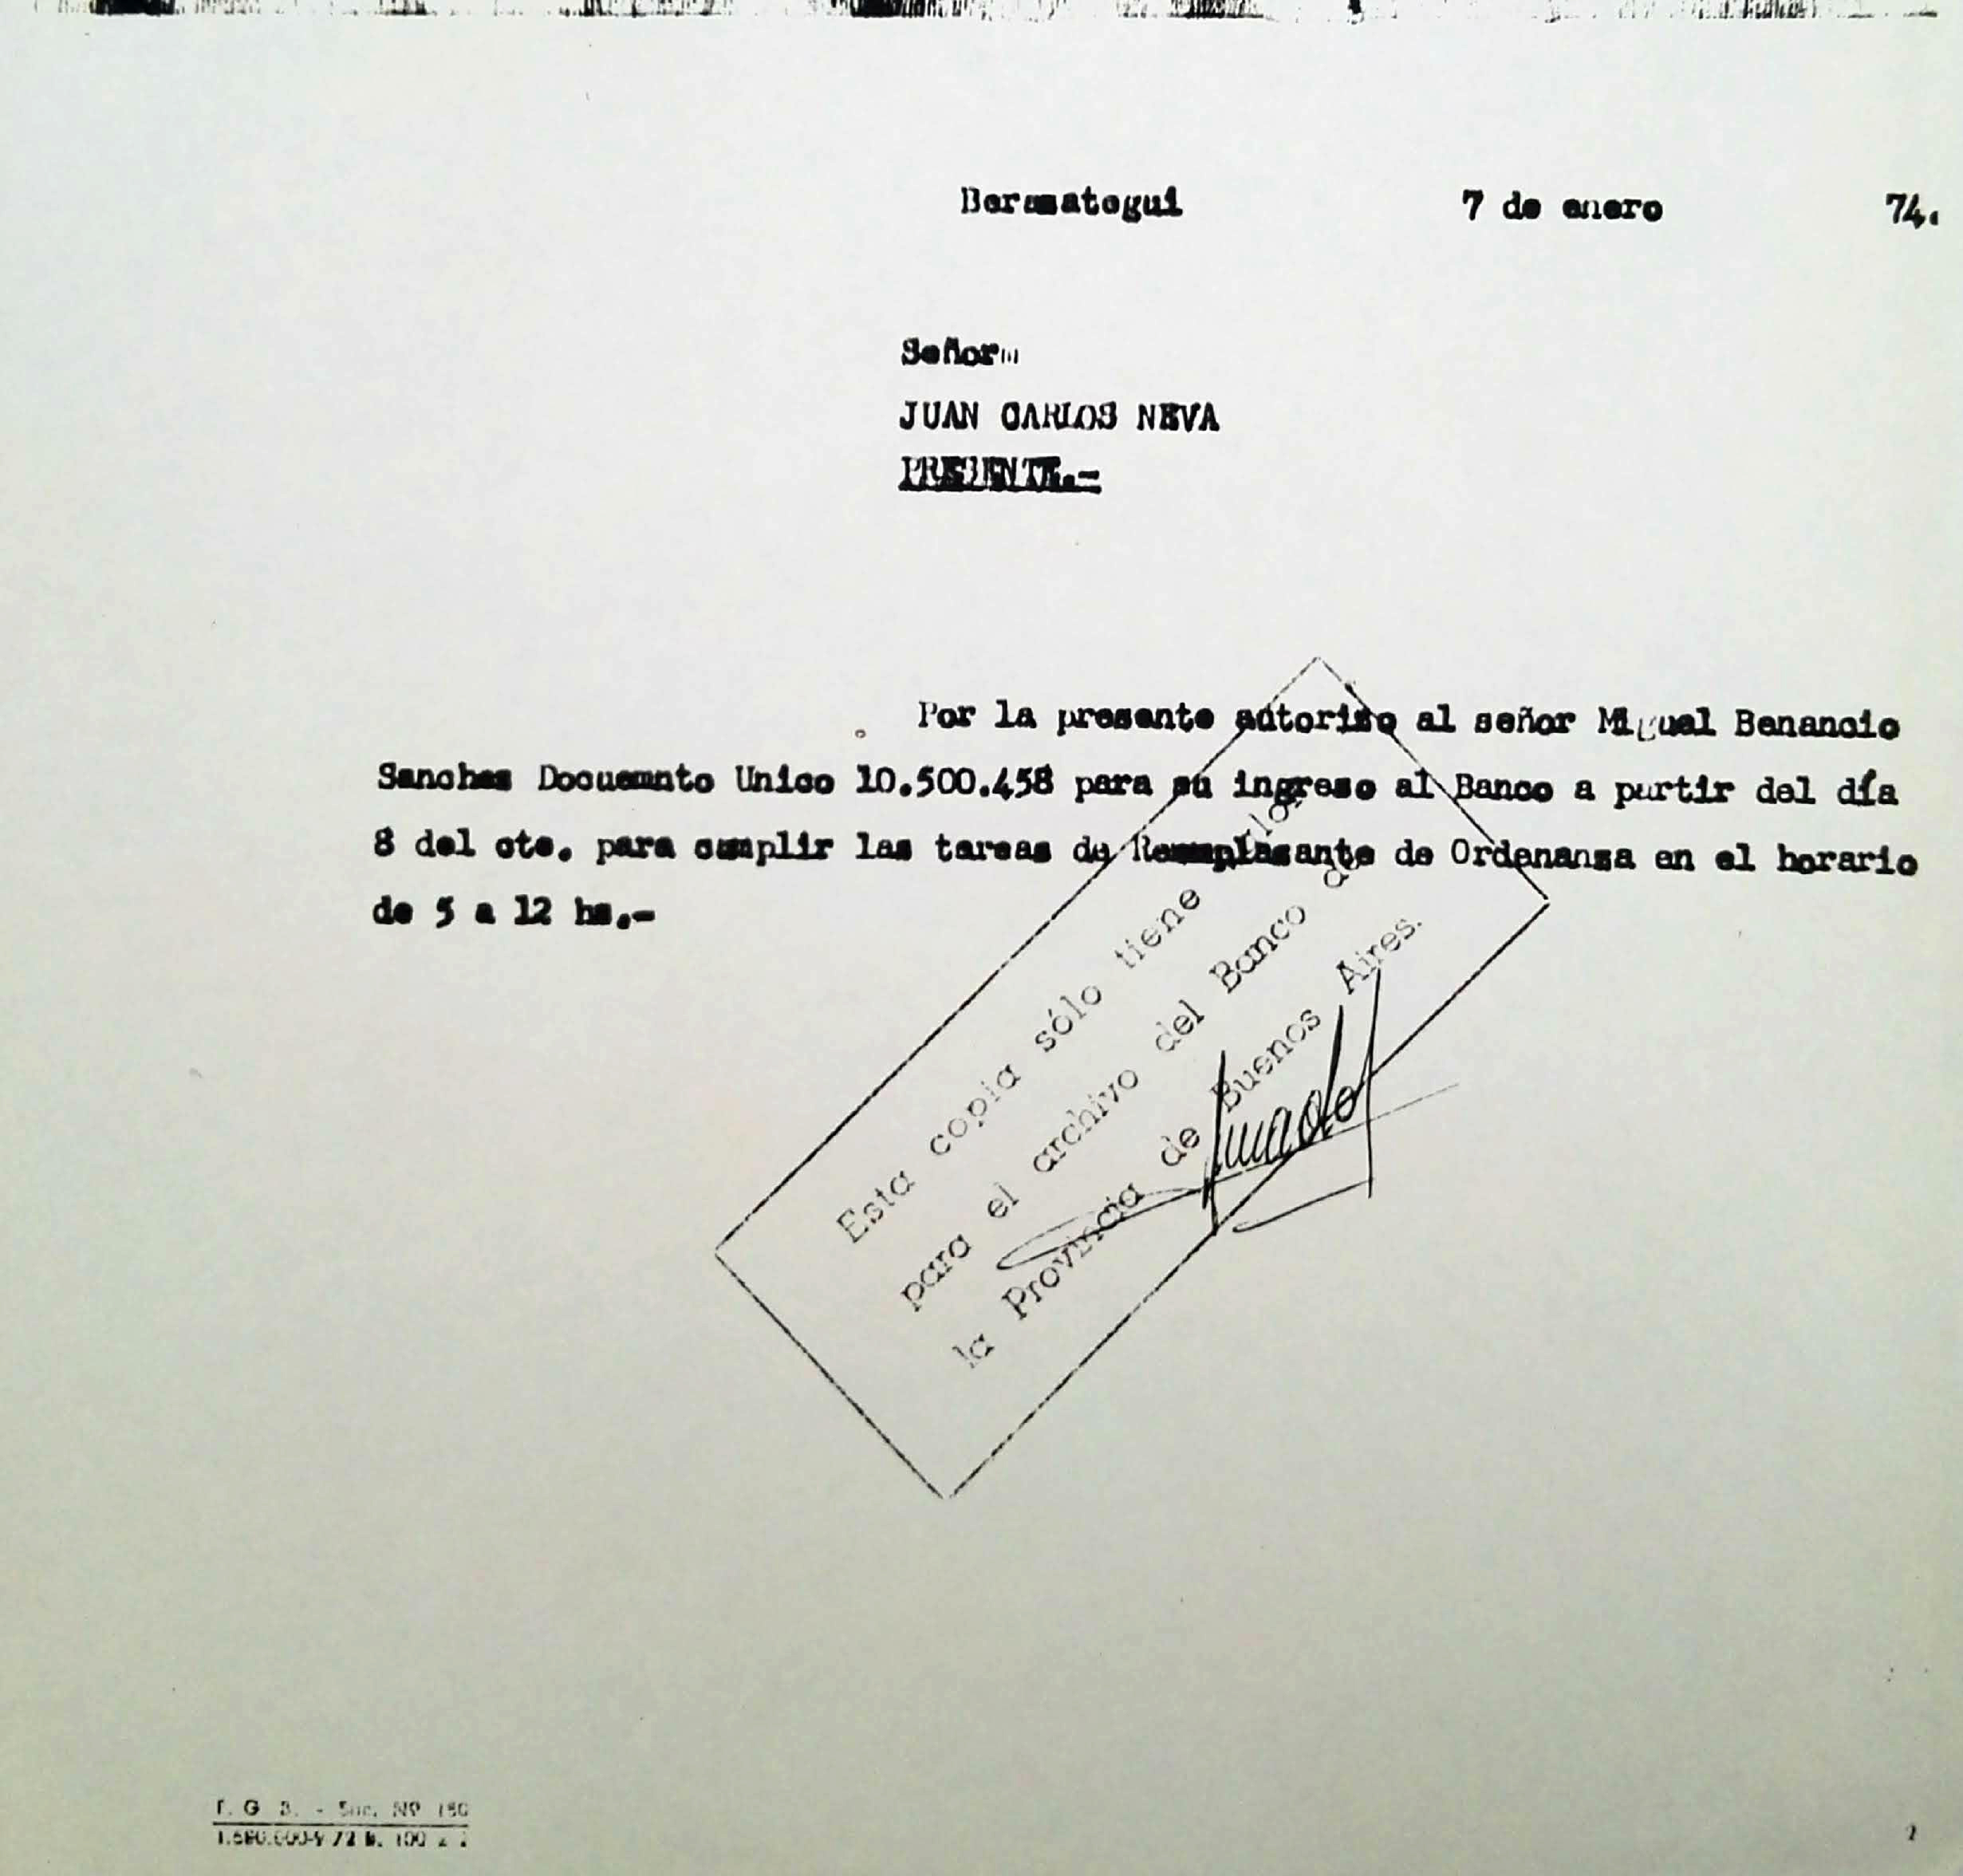 Berazategui 7 de enero 74.
Señor
JUAN CARLOS NEVA
PRESENTE.-
Por la presente autorizo al señor Miguel Benancio
Sanchez Docuemnto Unico 10.500.458 para su ingreso al Banco a partir del día
8 del cte. para cumplir las tareas de Reemplazante de Ordenanza en el horario
de 5 a 12 hs.-
Esta copia sólo tiene
para el archivo del Banco de
la Provincia de Buenos Aires.